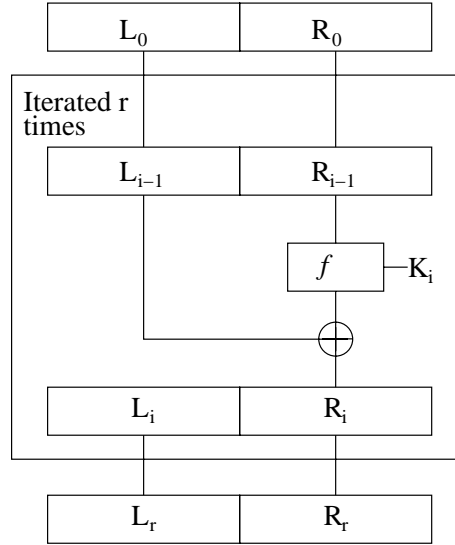 L₀ R₀
Iterated r
times
Lᵢ₋₁ Rᵢ₋₁
f Kᵢ
Lᵢ Rᵢ
Lᵣ Rᵣ